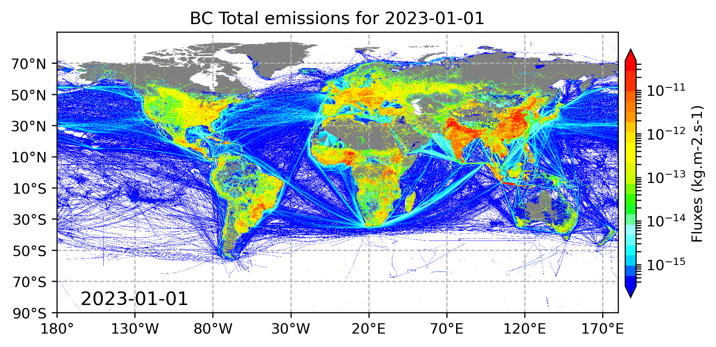 BC Total emissions for 2023-01-01
70°N
50°N
30°N
10°N
10°S
30°S
50°S
70°S
90°S
2023-01-01
180 130°W 80°W 30°W 20°E 70°E 120°E 170°E
10⁻¹¹
10⁻¹²
10⁻¹³
10⁻¹⁴
10⁻¹⁵
Fluxes (kg.m-2.s-1)